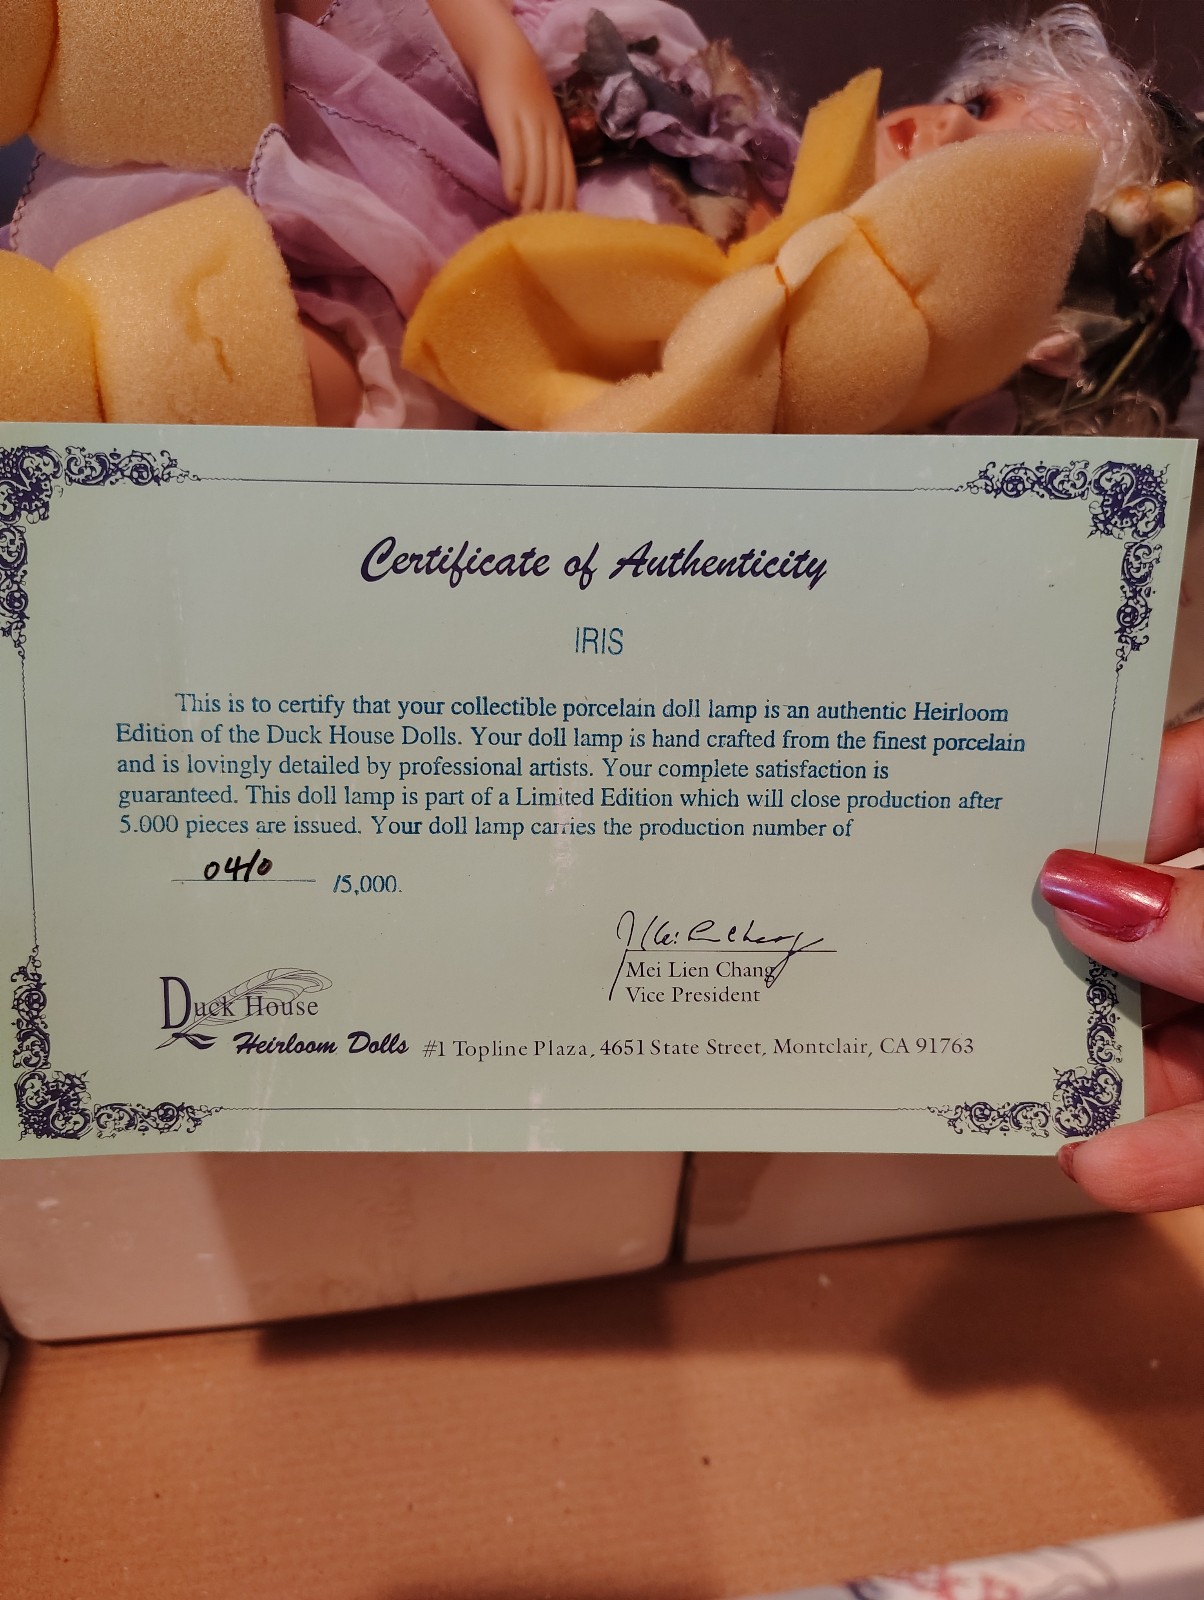 Certificate of Authenticity
IRIS
This is to certify that your collectible porcelain doll lamp is an authentic Heirloom
Edition of the Duck House Dolls. Your doll lamp is hand crafted from the finest porcelain
and is lovingly detailed by professional artists. Your complete satisfaction is
guaranteed. This doll lamp is part of a Limited Edition which will close production after
5.000 pieces are issued. Your doll lamp carries the production number of
0410 /5,000.
Mei Lien Chang
Vice President
Duck House
Heirloom Dolls #1 Topline Plaza, 4651 State Street, Montclair, CA 91763